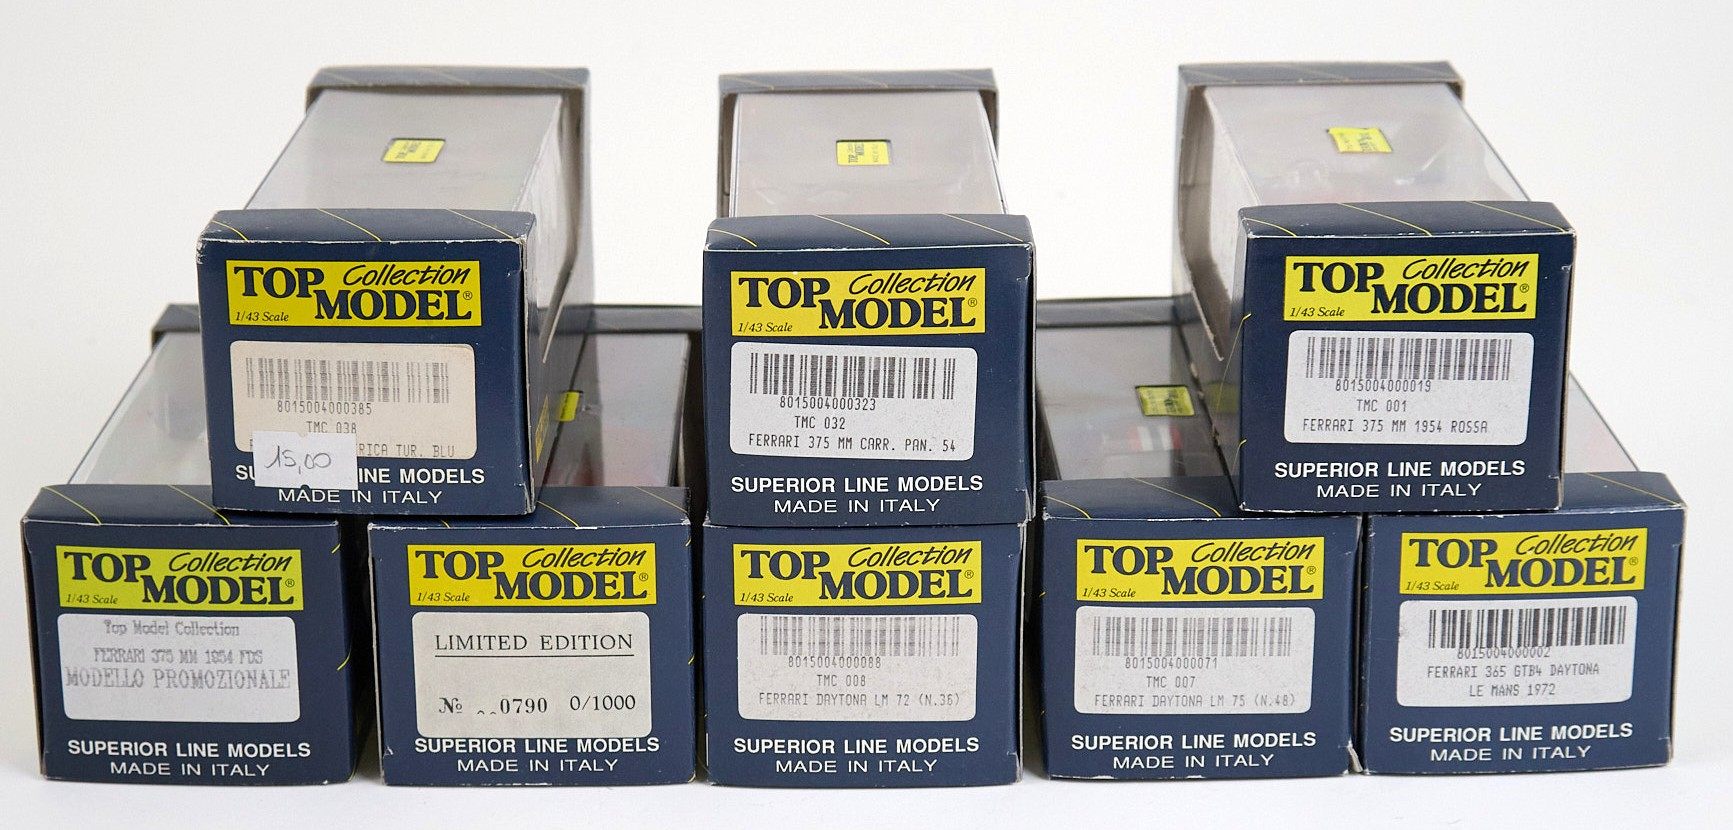 TOP Collection
MODEL®
1/43 Scale
8015004000385
TMC 038
RICA TUR. BLU
15,00
SU INE MODELS
MADE IN ITALY
TOP Collection
MODEL®
1/43 Scale
8015004000323
TMC 032
FERRARI 375 MM CARR. PAN. 54
SUPERIOR LINE MODELS
MADE IN ITALY
TOP Collection
MODEL®
1/43 Scale
8015004000019
TMC 001
FERRARI 375 MM 1954 ROSSA
SUPERIOR LINE MODELS
MADE IN ITALY
TOP Collection
MODEL®
1/43 Scale
Top Model Collection
FERRARI 375 MM 1954 FDS
MODELLO PROMOZIONALE
SUPERIOR LINE MODELS
MADE IN ITALY
TOP Collection
MODEL®
1/43 Scale
LIMITED EDITION
Nº 0790 0/1000
SUPERIOR LINE MODELS
MADE IN ITALY
TOP Collection
MODEL®
1/43 Scale
8015004000088
TMC 008
FERRARI DAYTONA LM 72 (N.36)
SUPERIOR LINE MODELS
MADE IN ITALY
TOP Collection
MODEL®
1/43 Scale
8015004000071
TMC 007
FERRARI DAYTONA LM 75 (N.48)
SUPERIOR LINE MODELS
MADE IN ITALY
TOP Collection
MODEL®
1/43 Scale
8015004000002
FERRARI 365 GTB4 DAYTONA
LE MANS 1972
SUPERIOR LINE MODELS
MADE IN ITALY